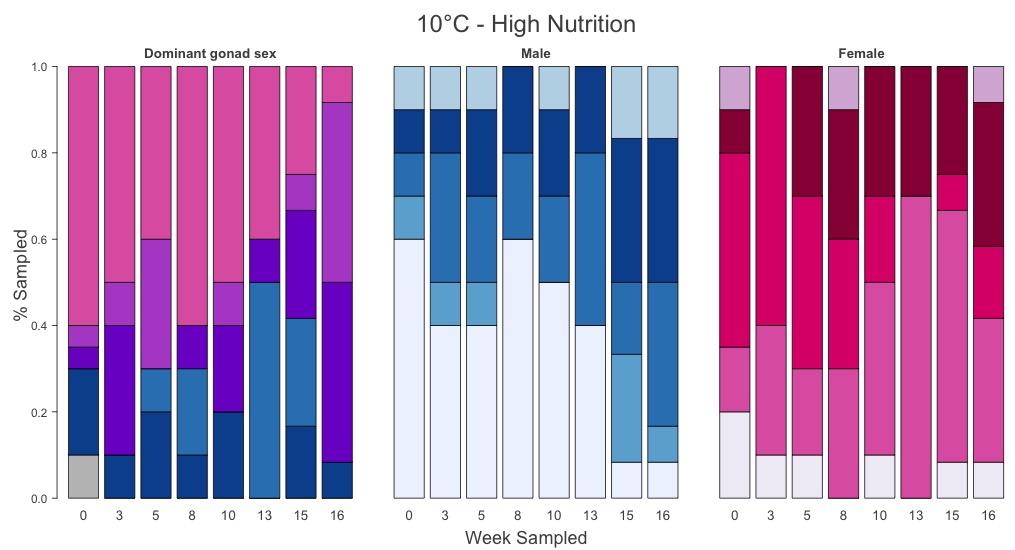 10°C - High Nutrition
Dominant gonad sex Male Female
% Sampled
1.0
0.8
0.6
0.4
0.2
0.0
0 3 5 8 10 13 15 16 0 3 5 8 10 13 15 16 0 3 5 8 10 13 15 16
Week Sampled